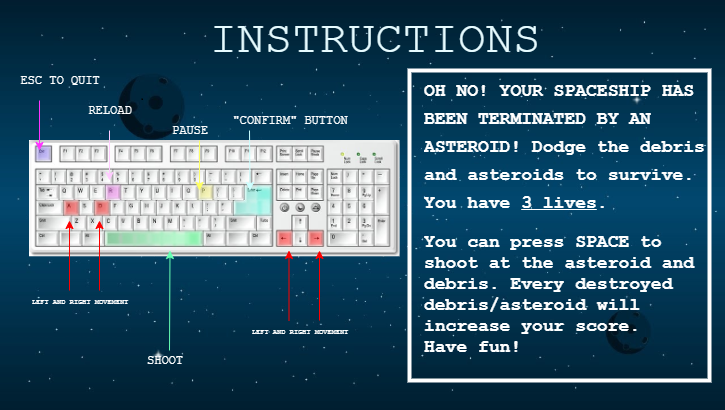 INSTRUCTIONS
ESC TO QUIT
RELOAD
PAUSE
"CONFIRM" BUTTON
LEFT AND RIGHT MOVEMENT
LEFT AND RIGHT MOVEMENT
SHOOT
OH NO! YOUR SPACESHIP HAS
BEEN TERMINATED BY AN
ASTEROID! Dodge the debris
and asteroids to survive.
You have 3 lives.
You can press SPACE to
shoot at the asteroid and
debris. Every destroyed
debris/asteroid will
increase your score.
Have fun!